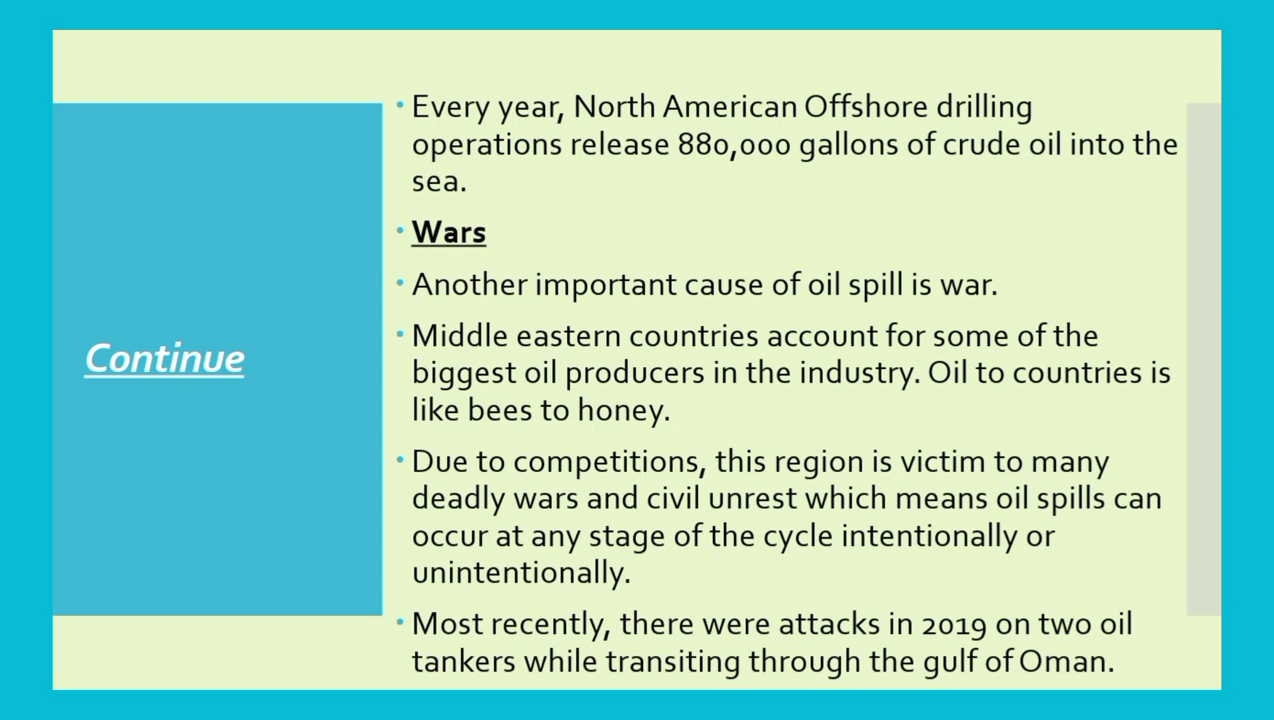 Continue
• Every year, North American Offshore drilling
operations release 880,000 gallons of crude oil into the
sea.
• Wars
• Another important cause of oil spill is war.
• Middle eastern countries account for some of the
biggest oil producers in the industry. Oil to countries is
like bees to honey.
• Due to competitions, this region is victim to many
deadly wars and civil unrest which means oil spills can
occur at any stage of the cycle intentionally or
unintentionally.
• Most recently, there were attacks in 2019 on two oil
tankers while transiting through the gulf of Oman.